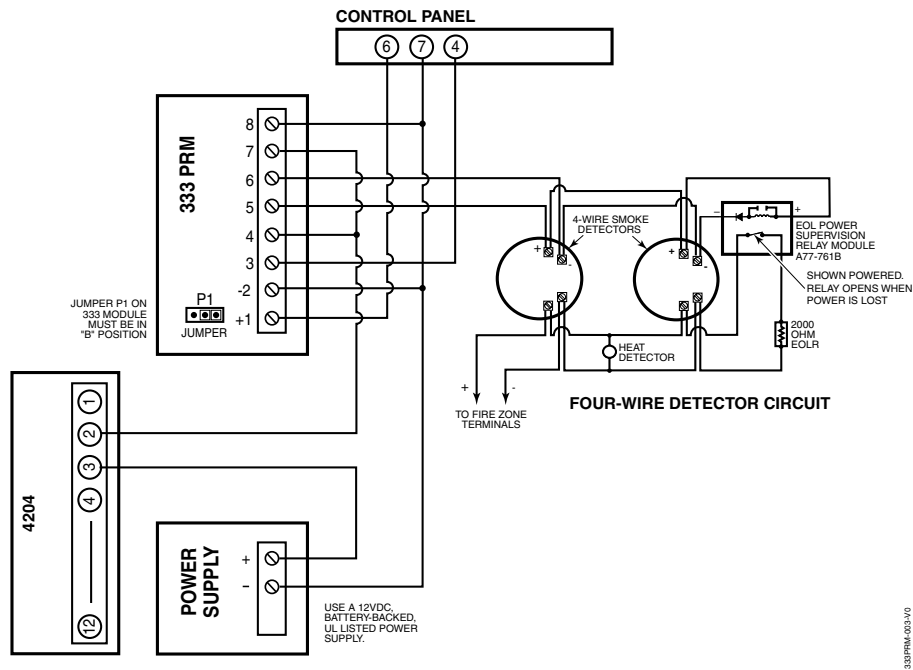 CONTROL PANEL
6 7 4
333 PRM
8
7
6
5
4
3
-2
+1
P1
JUMPER
JUMPER P1 ON
333 MODULE
MUST BE IN
"B" POSITION
4-WIRE SMOKE
DETECTORS
+
-
+
-
-
+
EOL POWER
SUPERVISION
RELAY MODULE
A77-761B
SHOWN POWERED.
RELAY OPENS WHEN
POWER IS LOST
2000
OHM
EOLR
HEAT
DETECTOR
+
-
TO FIRE ZONE
TERMINALS
FOUR-WIRE DETECTOR CIRCUIT
4204
1
2
3
4
12
POWER
SUPPLY
+
–
USE A 12VDC,
BATTERY-BACKED,
UL LISTED POWER
SUPPLY.
333PRM-003-V0